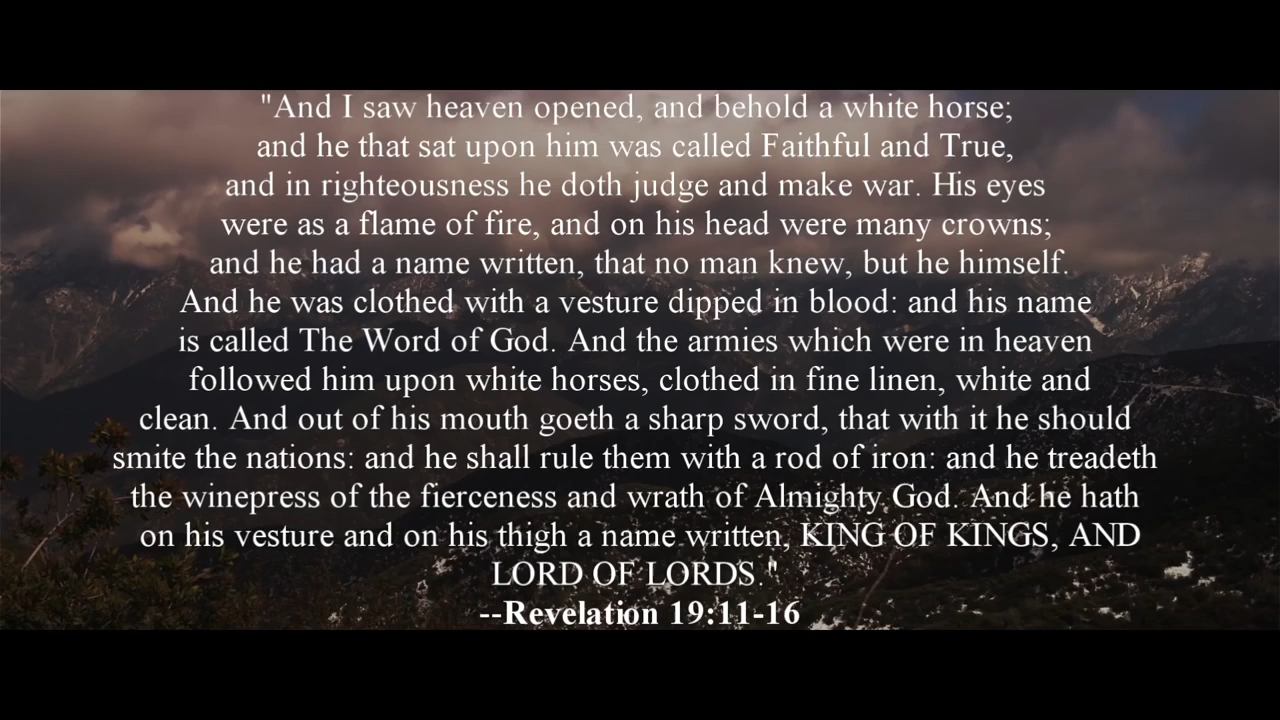 "And I saw heaven opened, and behold a white horse;
and he that sat upon him was called Faithful and True,
and in righteousness he doth judge and make war. His eyes
were as a flame of fire, and on his head were many crowns;
and he had a name written, that no man knew, but he himself.
And he was clothed with a vesture dipped in blood: and his name
is called The Word of God. And the armies which were in heaven
followed him upon white horses, clothed in fine linen, white and
clean. And out of his mouth goeth a sharp sword, that with it he should
smite the nations: and he shall rule them with a rod of iron: and he treadeth
the winepress of the fierceness and wrath of Almighty God. And he hath
on his vesture and on his thigh a name written, KING OF KINGS, AND
LORD OF LORDS."
--Revelation 19:11-16